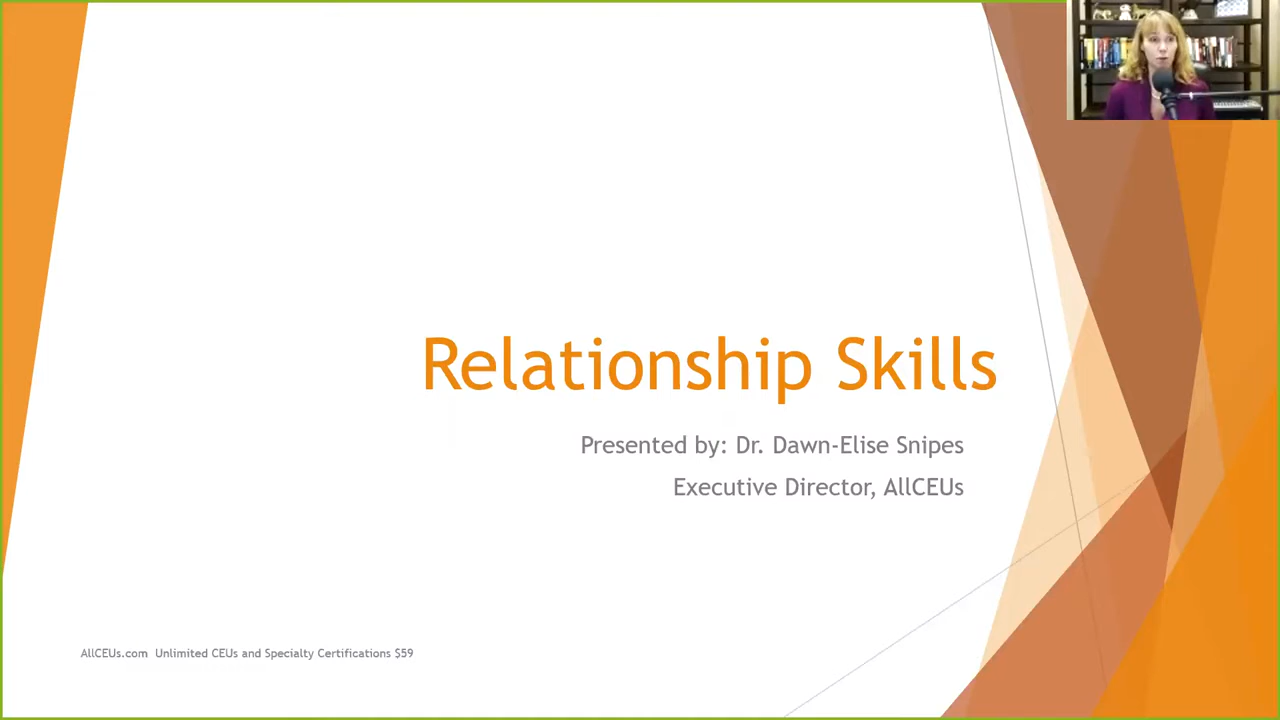 Relationship Skills
Presented by: Dr. Dawn-Elise Snipes
Executive Director, AllCEUs
AllCEUs.com Unlimited CEUs and Specialty Certifications $59